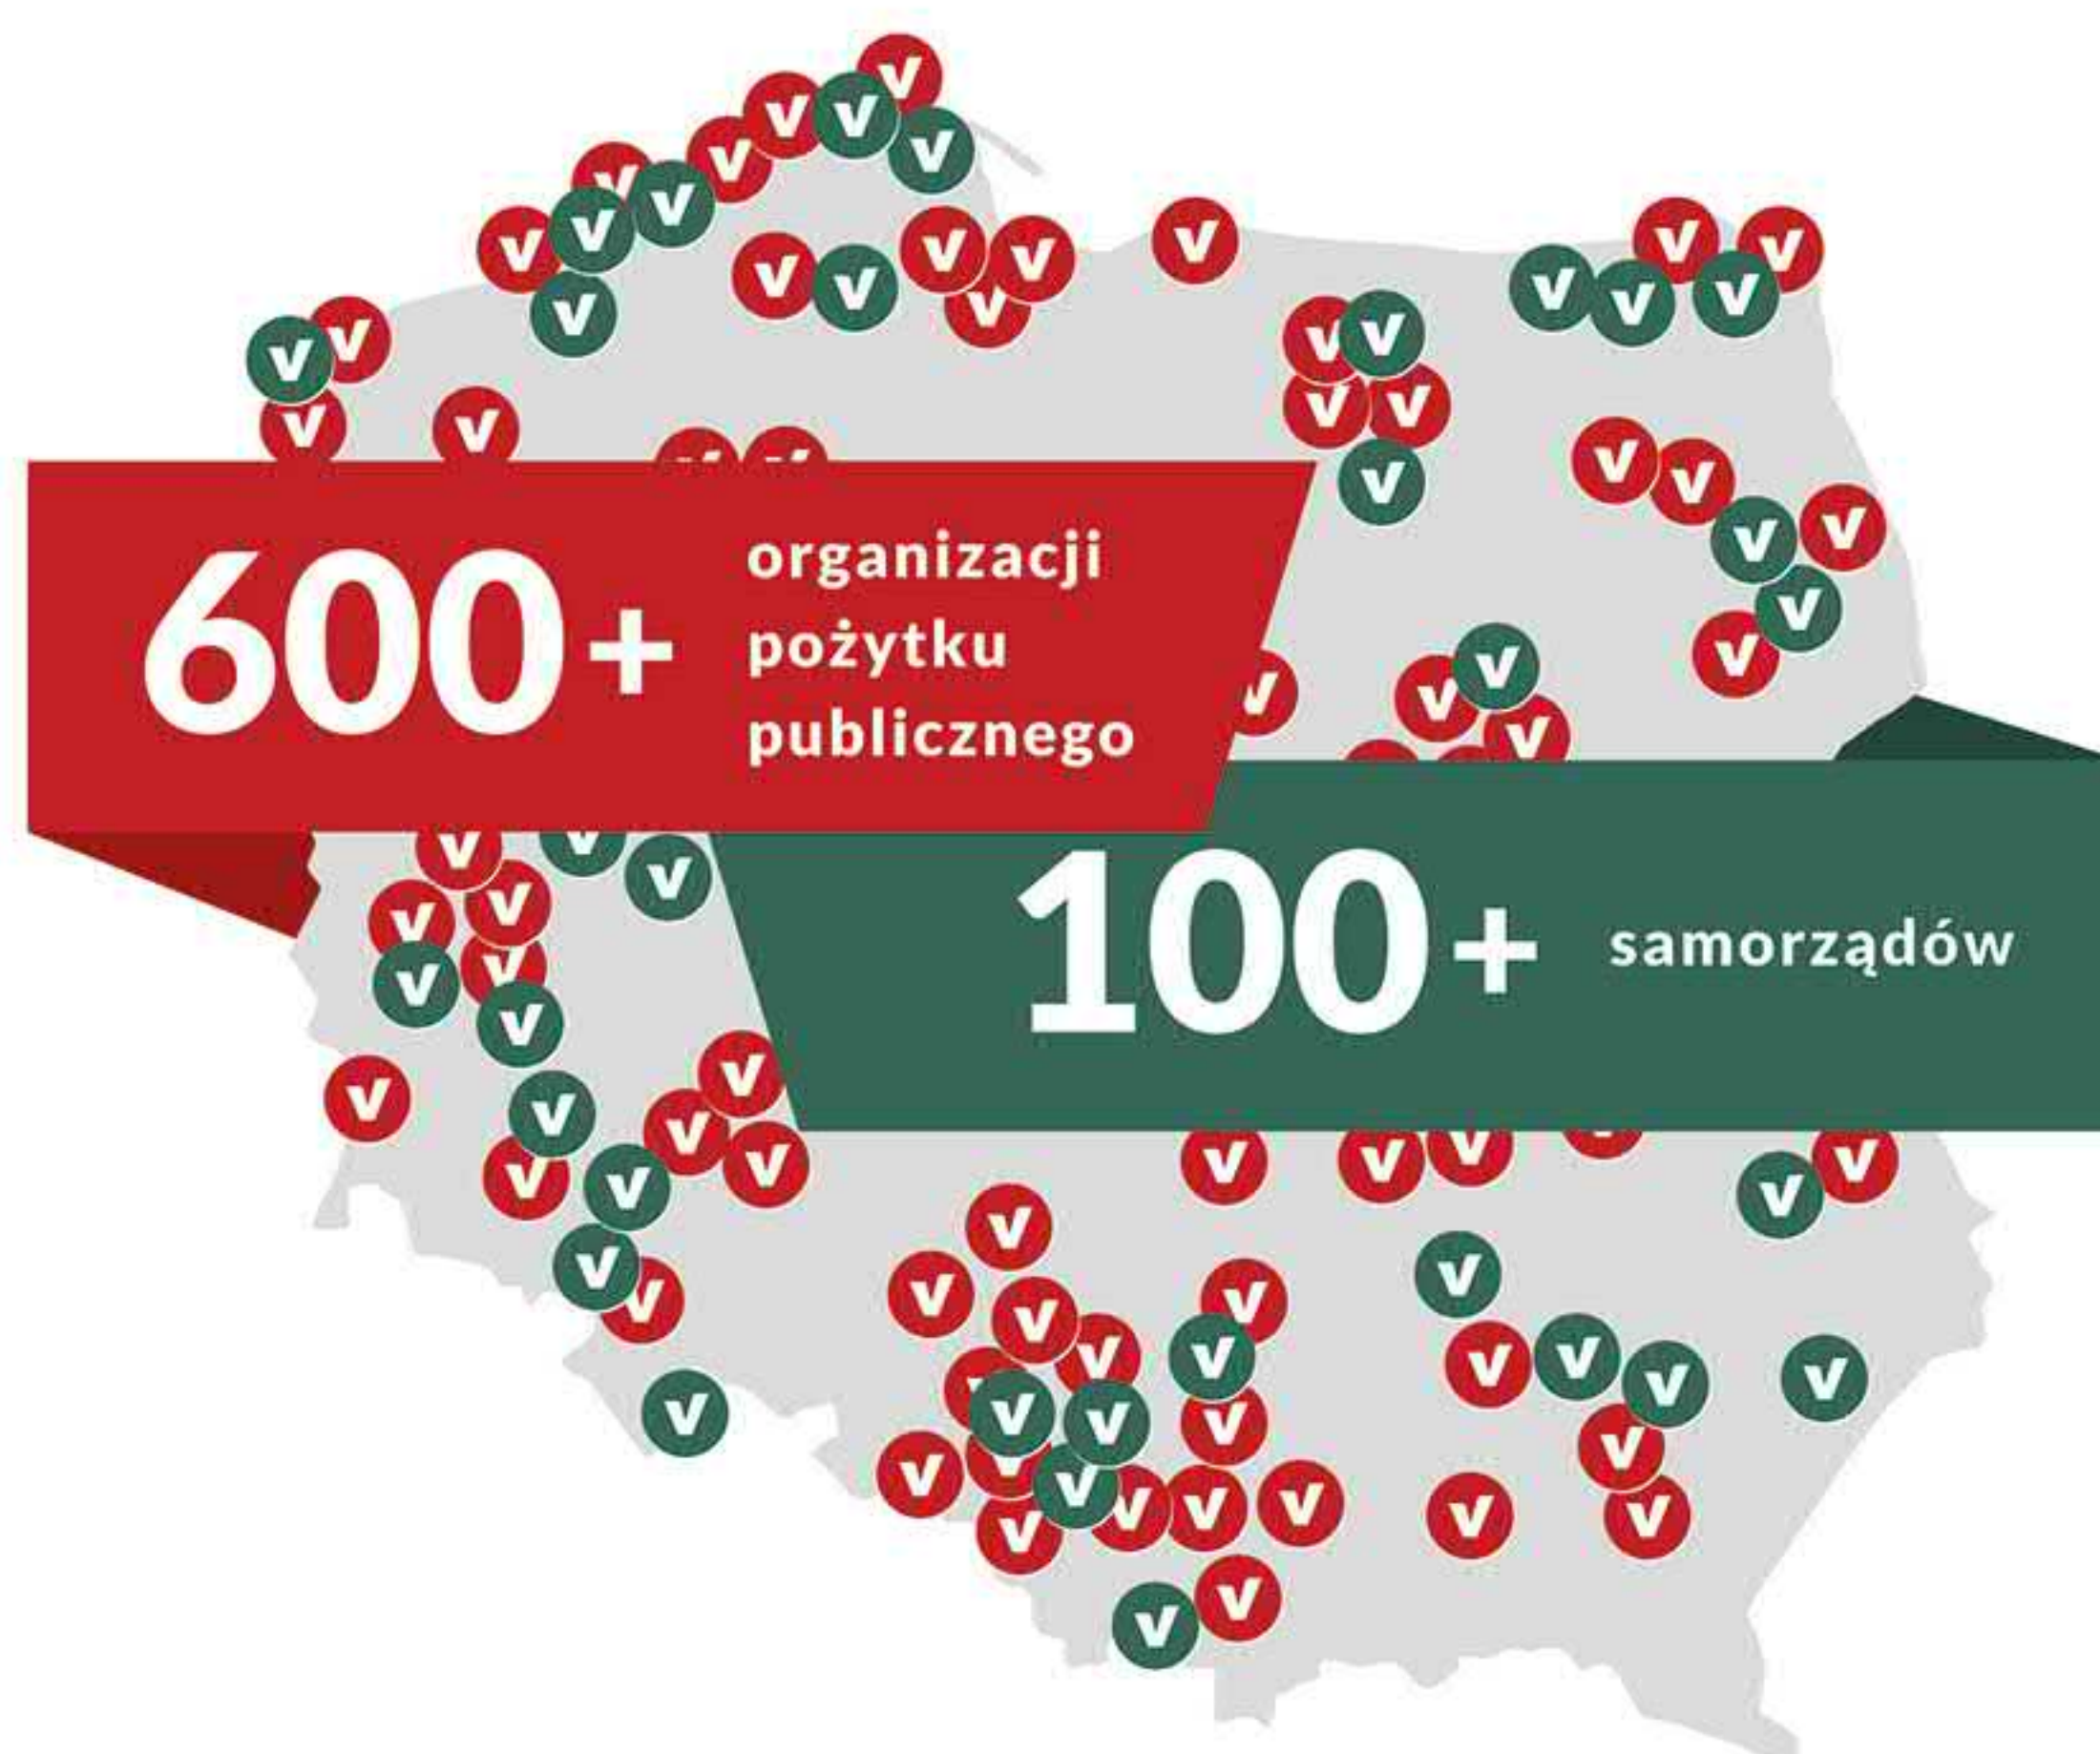 600+
organizacji
pożytku
publicznego
100+
samorządów